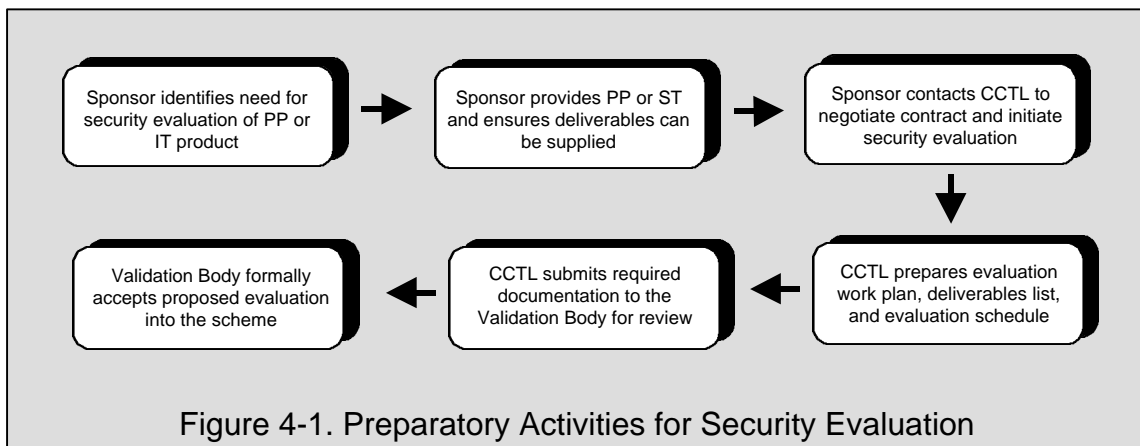 Sponsor identifies need for
security evaluation of PP or
IT product
Sponsor provides PP or ST
and ensures deliverables can
be supplied
Sponsor contacts CCTL to
negotiate contract and initiate
security evaluation
CCTL prepares evaluation
work plan, deliverables list,
and evaluation schedule
CCTL submits required
documentation to the
Validation Body for review
Validation Body formally
accepts proposed evaluation
into the scheme
Figure 4-1. Preparatory Activities for Security Evaluation